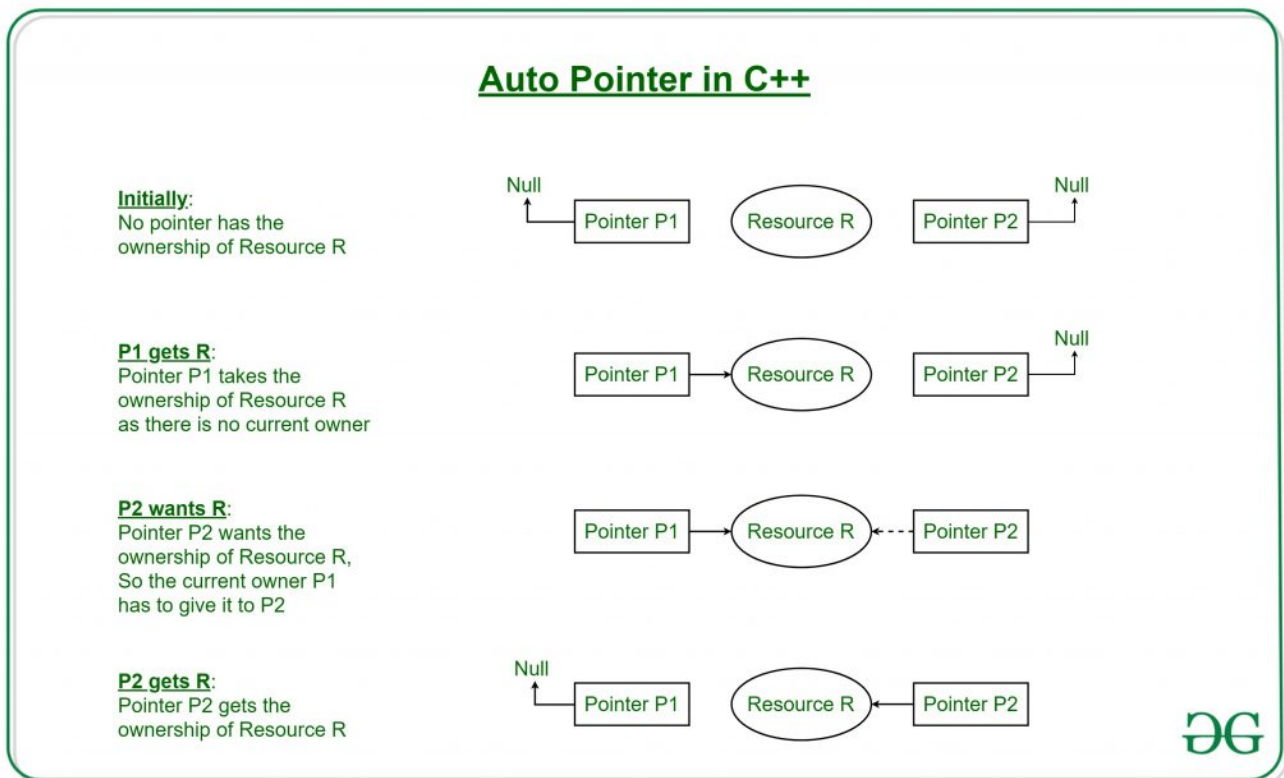 Auto Pointer in C++
Initially:
No pointer has the
ownership of Resource R
Null
Pointer P1
Resource R
Pointer P2
Null
P1 gets R:
Pointer P1 takes the
ownership of Resource R
as there is no current owner
Pointer P1
Resource R
Pointer P2
Null
P2 wants R:
Pointer P2 wants the
ownership of Resource R,
So the current owner P1
has to give it to P2
Pointer P1
Resource R
Pointer P2
P2 gets R:
Pointer P2 gets the
ownership of Resource R
Null
Pointer P1
Resource R
Pointer P2